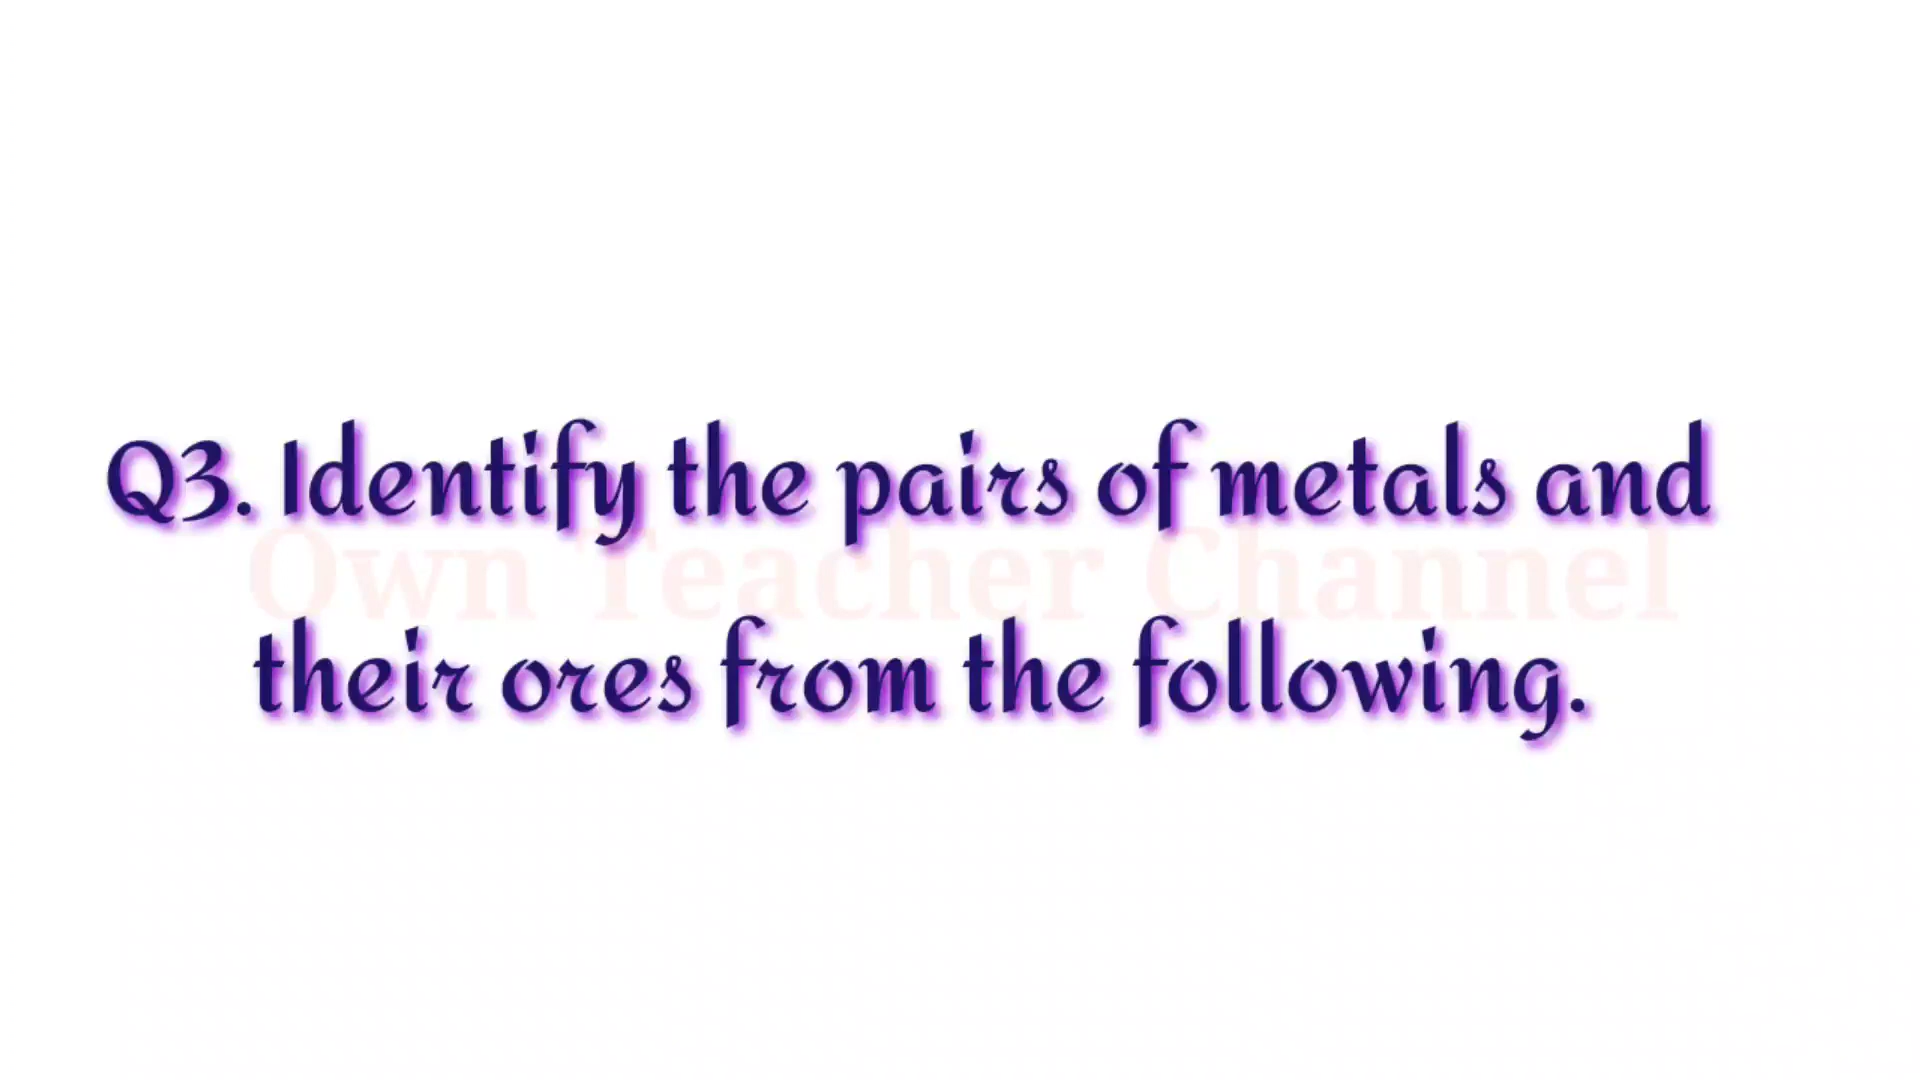 Q3. Identify the pairs of metals and
Own Teacher Channel
their ores from the following.